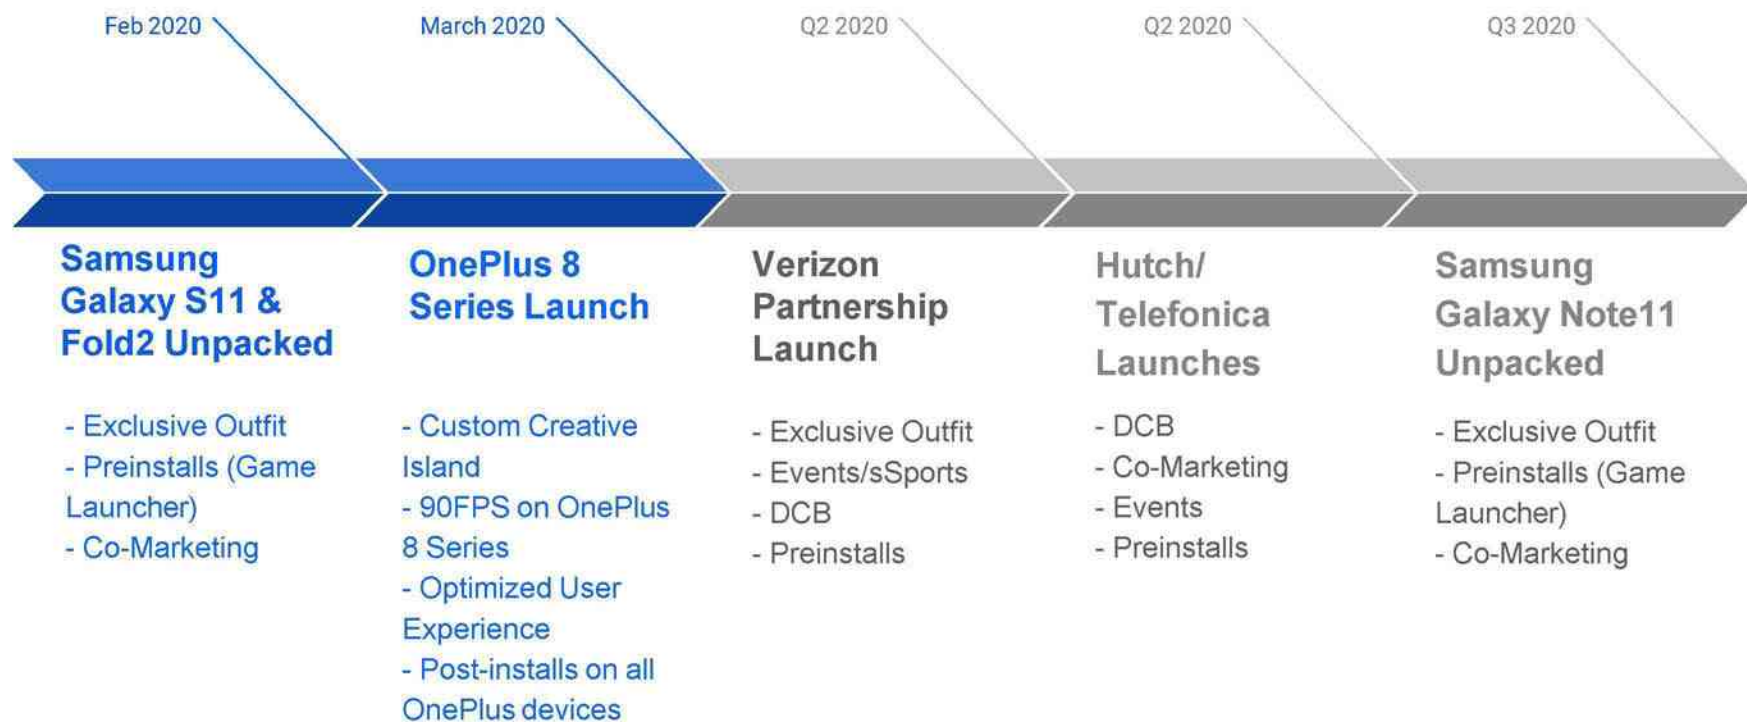 Feb 2020
March 2020
Q2 2020
Q2 2020
Q3 2020
Samsung
Galaxy S11 &
Fold2 Unpacked
- Exclusive Outfit
- Preinstalls (Game
Launcher)
- Co-Marketing
OnePlus 8
Series Launch
- Custom Creative
Island
- 90FPS on OnePlus
8 Series
- Optimized User
Experience
- Post-installs on all
OnePlus devices
Verizon
Partnership
Launch
- Exclusive Outfit
- Events/sSports
- DCB
- Preinstalls
Hutch/
Telefonica
Launches
- DCB
- Co-Marketing
- Events
- Preinstalls
Samsung
Galaxy Note11
Unpacked
- Exclusive Outfit
- Preinstalls (Game
Launcher)
- Co-Marketing